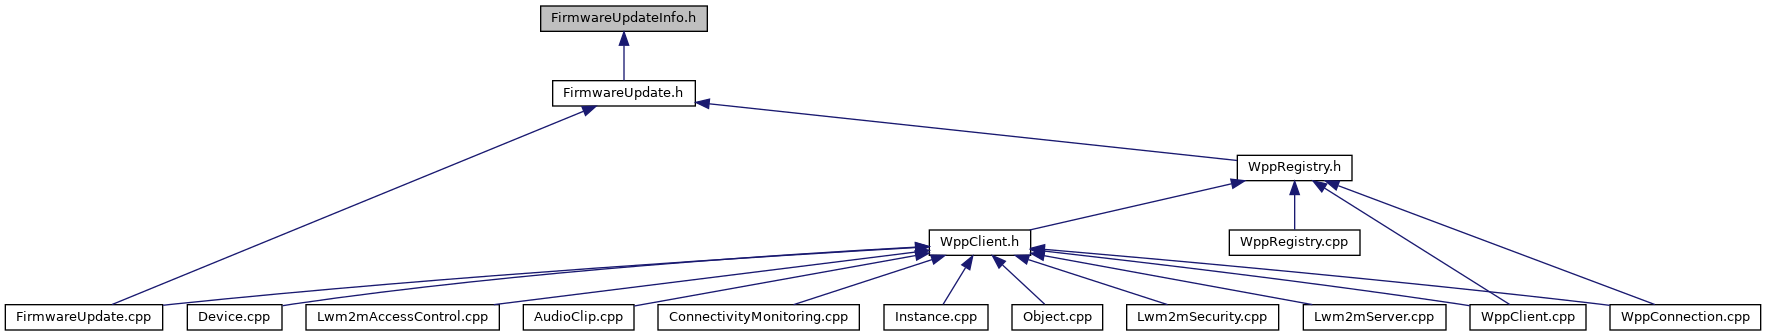 FirmwareUpdateInfo.h
FirmwareUpdate.h
WppRegistry.h
WppClient.h
WppRegistry.cpp
FirmwareUpdate.cpp
Device.cpp
Lwm2mAccessControl.cpp
AudioClip.cpp
ConnectivityMonitoring.cpp
Instance.cpp
Object.cpp
Lwm2mSecurity.cpp
Lwm2mServer.cpp
WppClient.cpp
WppConnection.cpp